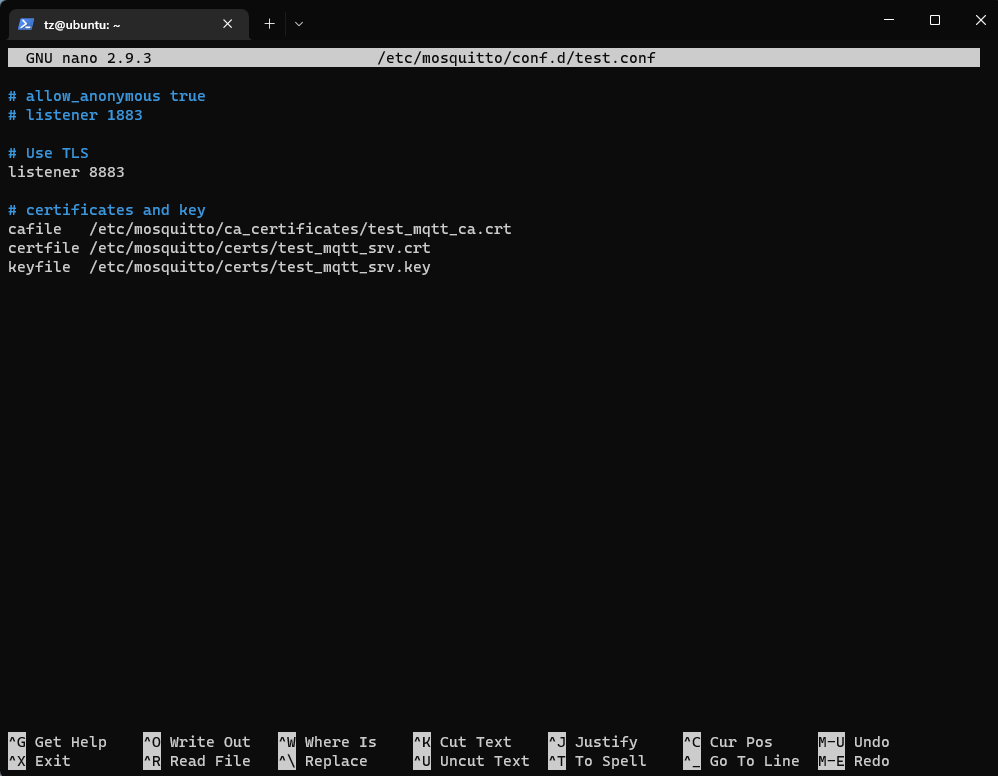 tz@ubuntu: ~
GNU nano 2.9.3 /etc/mosquitto/conf.d/test.conf
# allow_anonymous true
# listener 1883
# Use TLS
listener 8883
# certificates and key
cafile   /etc/mosquitto/ca_certificates/test_mqtt_ca.crt
certfile /etc/mosquitto/certs/test_mqtt_srv.crt
keyfile  /etc/mosquitto/certs/test_mqtt_srv.key
^G Get Help ^O Write Out ^W Where Is ^K Cut Text ^J Justify ^C Cur Pos M-U Undo
^X Exit ^R Read File ^\ Replace ^U Uncut Text ^T To Spell ^_ Go To Line M-E Redo